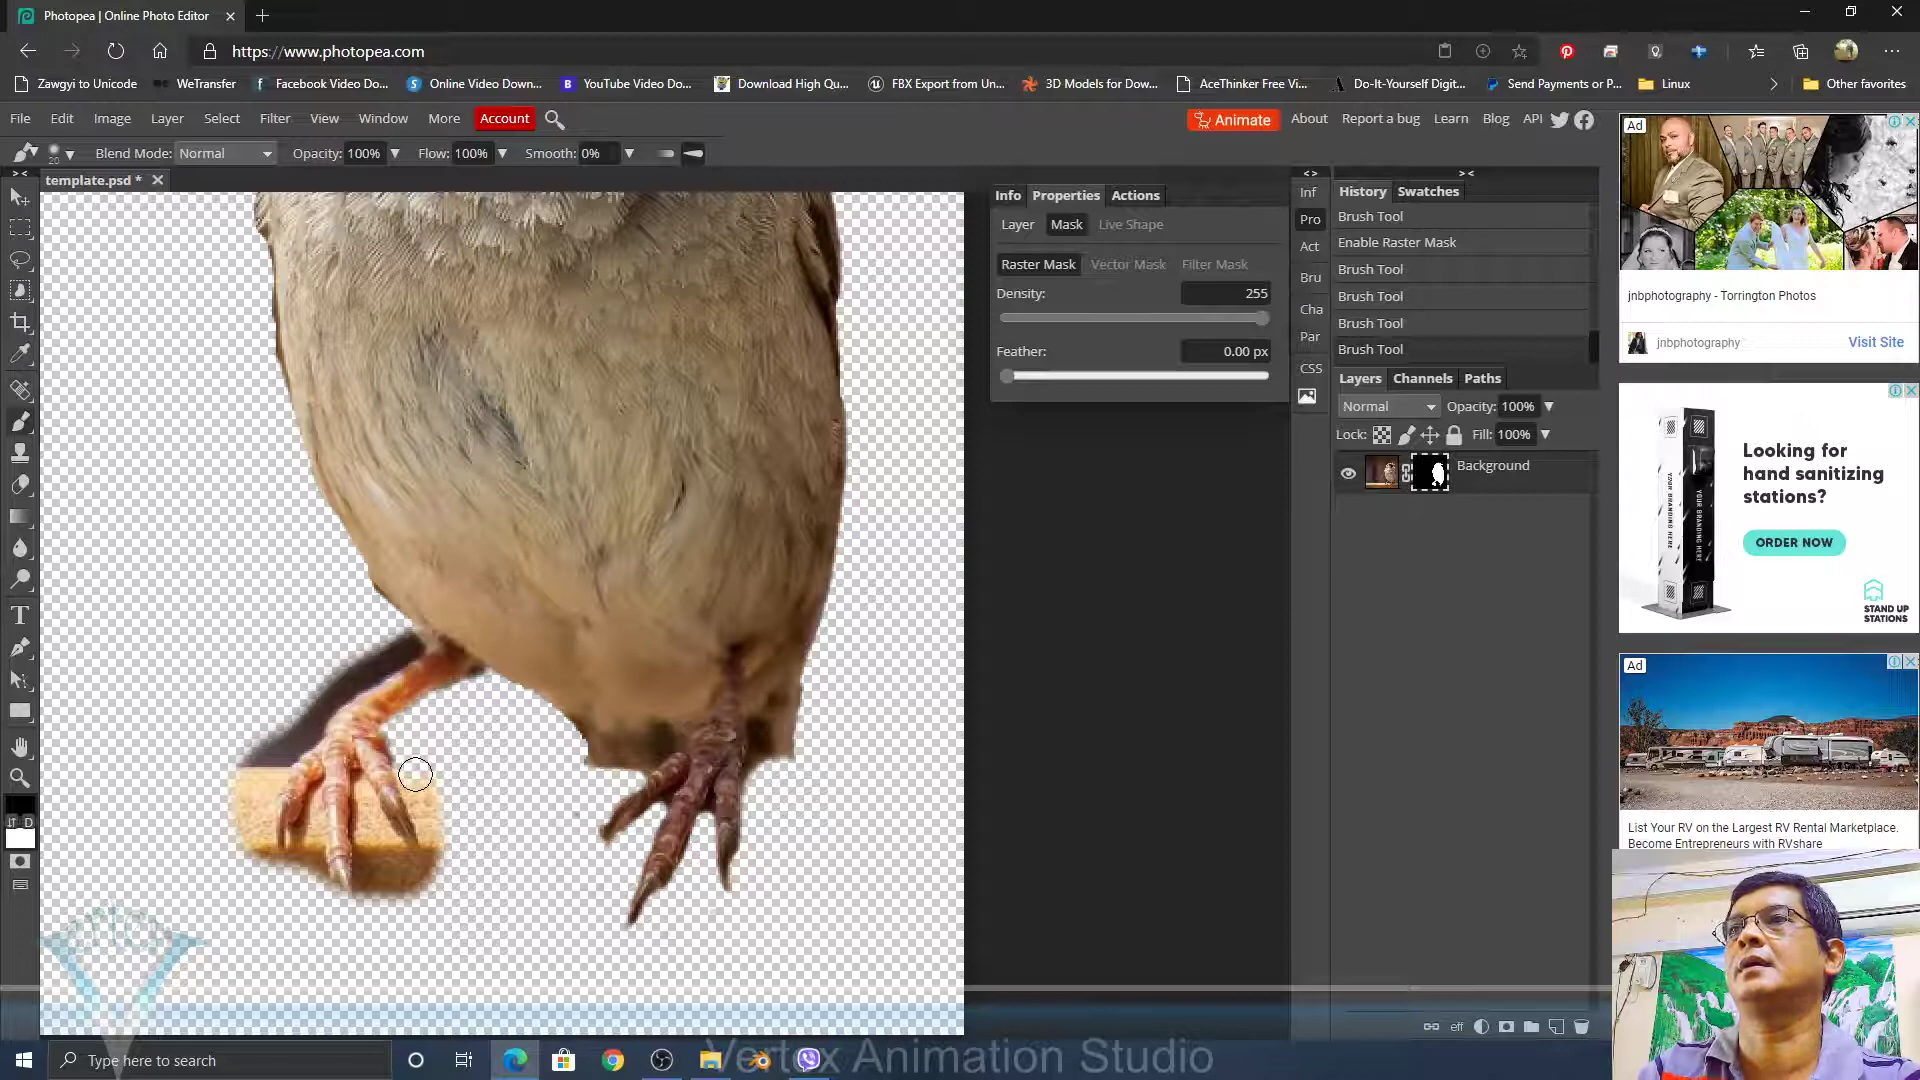 Photopea | Online Photo Editor
https://www.photopea.com
Zawgyi to Unicode
WeTransfer
Facebook Video Do...
Online Video Down...
YouTube Video Do...
Download High Qu...
FBX Export from Un...
3D Models for Dow...
AceThinker Free Vi...
Do-It-Yourself Digit...
Send Payments or P...
Linux
Other favorites
File Edit Image Layer Select Filter View Window More Account
Animate About Report a bug Learn Blog API
20 Blend Mode: Normal Opacity: 100% Flow: 100% Smooth: 0%
template.psd *
Info Properties Actions
Layer Mask Live Shape
Raster Mask Vector Mask Filter Mask
Density: 255
Feather: 0.00 px
Inf
Pro
Act
Bru
Cha
Par
CSS
History Swatches
Brush Tool
Enable Raster Mask
Brush Tool
Brush Tool
Brush Tool
Brush Tool
Layers Channels Paths
Normal Opacity: 100%
Lock: Fill: 100%
Background
eff
D
Ad
jnbphotography - Torrington Photos
jnbphotography Visit Site
YOUR BRANDING HERE
YOUR BRANDING HERE
Looking for
hand sanitizing
stations?
ORDER NOW
STAND UP
STATIONS
Ad
List Your RV on the Largest RV Rental Marketplace.
Become Entrepreneurs with RVshare
Type here to search
Vertex Animation Studio